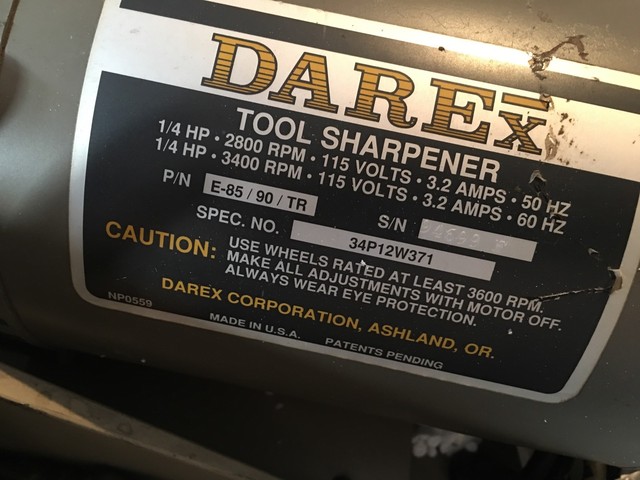 DAREX
TOOL SHARPENER
1/4 HP • 2800 RPM • 115 VOLTS • 3.2 AMPS • 50 HZ
1/4 HP • 3400 RPM • 115 VOLTS • 3.2 AMPS • 60 HZ
P/N E-85 / 90 / TR S/N
SPEC. NO. 34P12W371
CAUTION: USE WHEELS RATED AT LEAST 3600 RPM.
MAKE ALL ADJUSTMENTS WITH MOTOR OFF.
ALWAYS WEAR EYE PROTECTION.
DAREX CORPORATION, ASHLAND, OR.
NP0559
MADE IN U.S.A. PATENTS PENDING